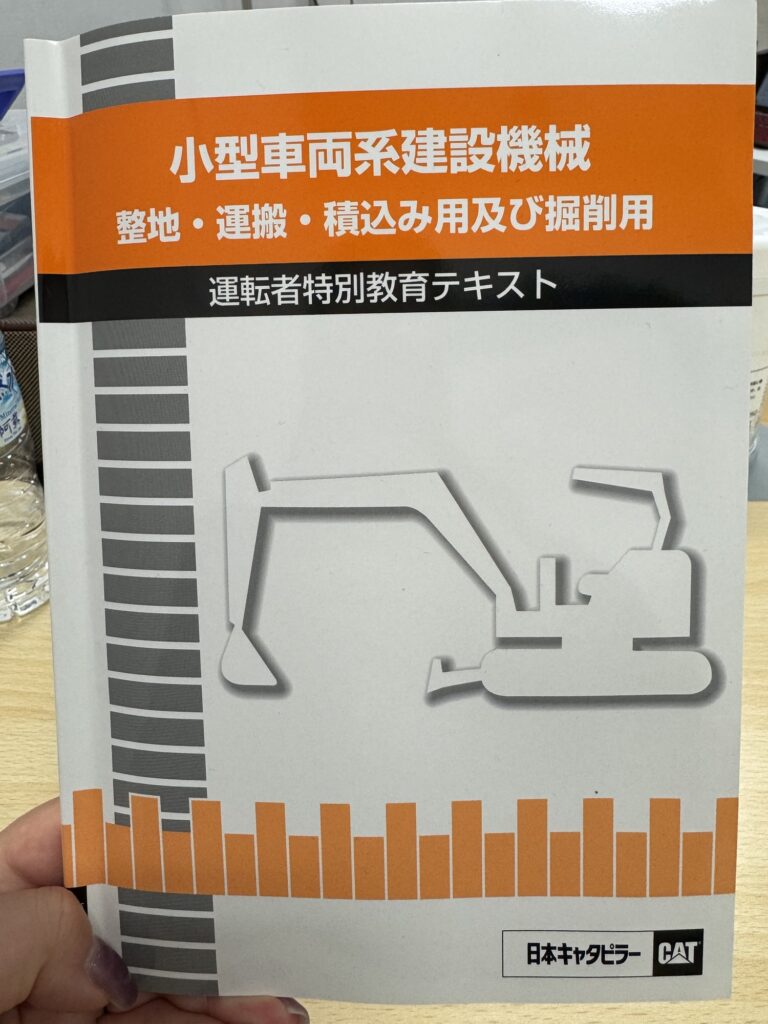 小型車両系建設機械
整地・運搬・積込み用及び掘削用
運転者特別教育テキスト
日本キャタピラー CAT